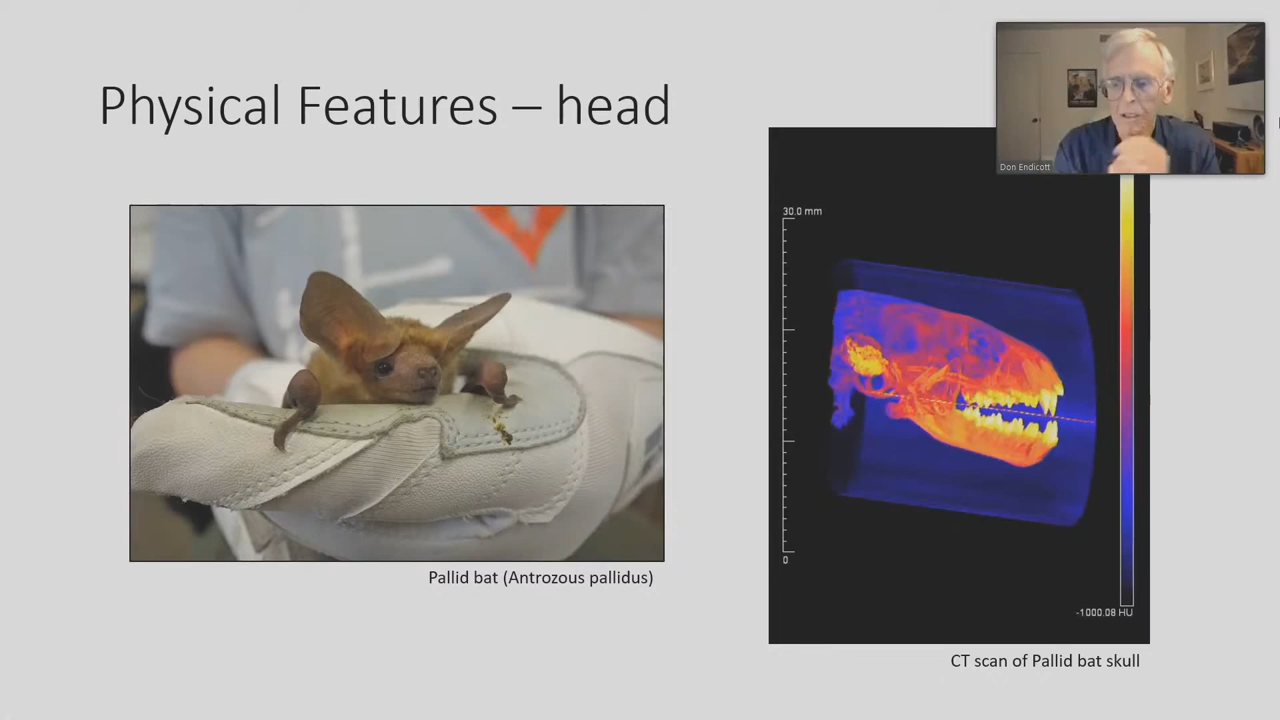 Physical Features – head
Don Endicott
30.0 mm
0
-1000.08 HU
Pallid bat (Antrozous pallidus)
CT scan of Pallid bat skull